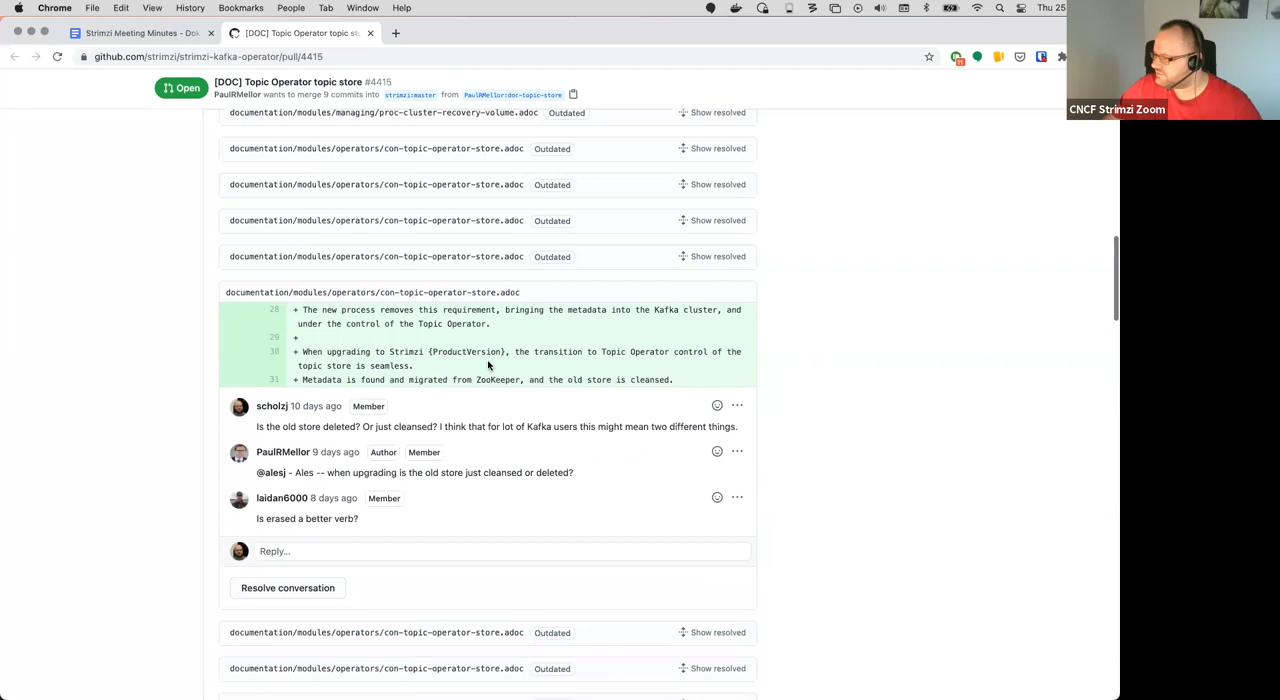 Chrome File Edit View History Bookmarks People Tab Window Help Thu 25
Strimzi Meeting Minutes - Dok
[DOC] Topic Operator topic st
github.com/strimzi/strimzi-kafka-operator/pull/4415
Open
[DOC] Topic Operator topic store #4415
PaulRMellor wants to merge 9 commits into strimzi:master from PaulRMellor:doc-topic-store
CNCF Strimzi Zoom
documentation/modules/managing/proc-cluster-recovery-volume.adoc Outdated Show resolved
documentation/modules/operators/con-topic-operator-store.adoc Outdated Show resolved
documentation/modules/operators/con-topic-operator-store.adoc Outdated Show resolved
documentation/modules/operators/con-topic-operator-store.adoc Outdated Show resolved
documentation/modules/operators/con-topic-operator-store.adoc Outdated Show resolved
documentation/modules/operators/con-topic-operator-store.adoc
28 + The new process removes this requirement, bringing the metadata into the Kafka cluster, and
under the control of the Topic Operator.
29 +
30 + When upgrading to Strimzi {ProductVersion}, the transition to Topic Operator control of the
topic store is seamless.
31 + Metadata is found and migrated from ZooKeeper, and the old store is cleansed.
scholzj 10 days ago Member
Is the old store deleted? Or just cleansed? I think that for lot of Kafka users this might mean two different things.
PaulRMellor 9 days ago Author Member
@alesj - Ales -- when upgrading is the old store just cleansed or deleted?
laidan6000 8 days ago Member
Is erased a better verb?
Reply...
Resolve conversation
documentation/modules/operators/con-topic-operator-store.adoc Outdated Show resolved
documentation/modules/operators/con-topic-operator-store.adoc Outdated Show resolved